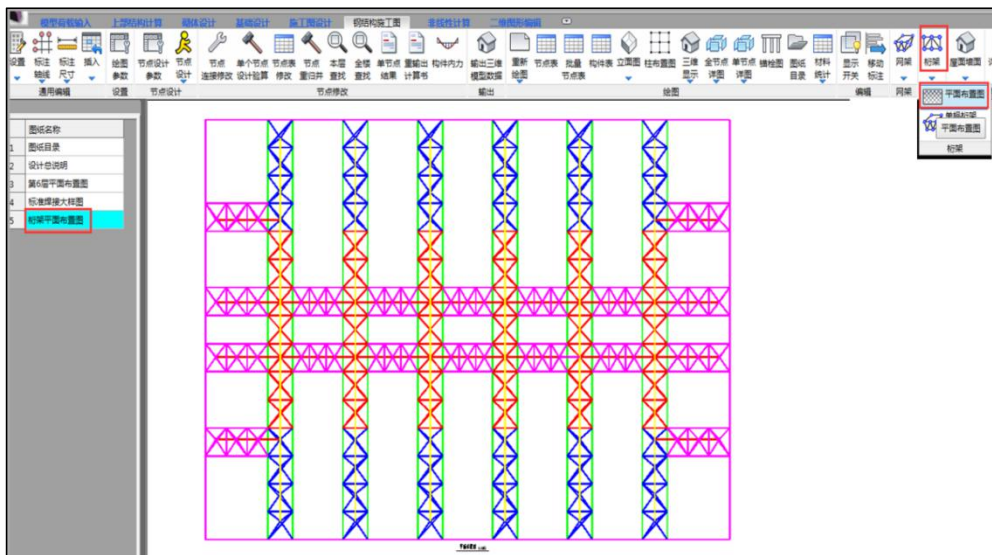 模型荷载输入 上部结构计算 砌体设计 基础设计 施工图设计 钢结构施工图 非线性计算 二维图形编辑
设置 标注轴线 标注尺寸 插入 绘图参数 节点设计参数 节点设计 节点连接修改 单个节点设计验算 节点表修改 节点重归并 本层查找 全楼查找 单节点结果 重输出计算书 构件内力 输出三维模型数据 重新绘图 节点表 批量节点表 构件表 立面图 柱布置图 三维显示 全节点详图 单节点详图 锚栓图 图纸目录 材料统计 显示开关 移动标注 网架 桁架 屋面墙面
通用编辑 设置 节点设计 节点修改 输出 绘图 编辑 网架
平面布置图
单榀桁架
平面布置图
桁架
图纸名称
1 图纸目录
2 设计总说明
3 第6层平面布置图
4 标准焊接大样图
5 桁架平面布置图